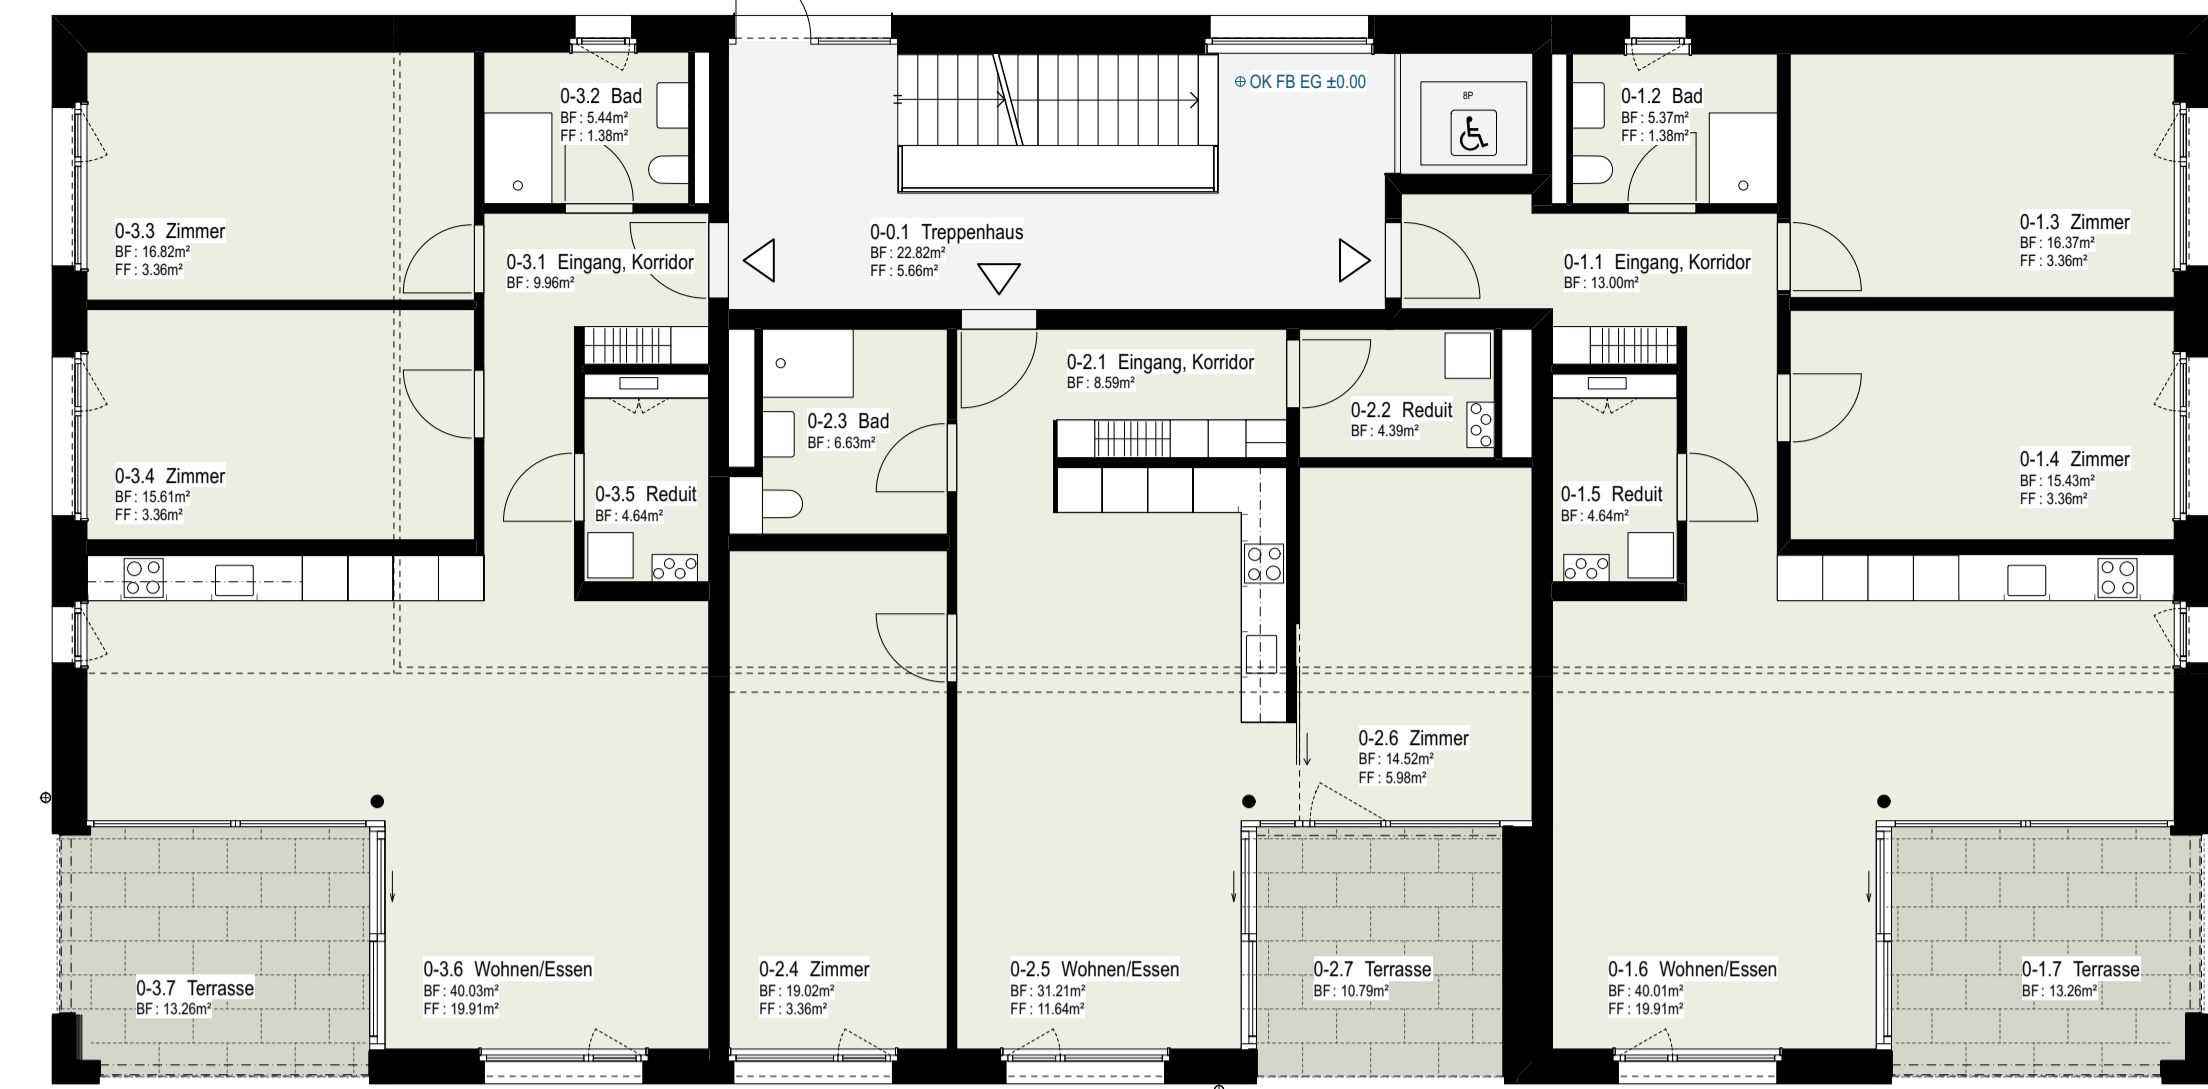 0-3.2 Bad
BF : 5.44m²
FF : 1.38m²
⊕ OK FB EG ±0.00
8P
0-1.2 Bad
BF : 5.37m²
FF : 1.38m²
0-3.3 Zimmer
BF : 16.82m²
FF : 3.36m²
0-3.1 Eingang, Korridor
BF : 9.96m²
0-0.1 Treppenhaus
BF : 22.82m²
FF : 5.66m²
0-1.1 Eingang, Korridor
BF : 13.00m²
0-1.3 Zimmer
BF : 16.37m²
FF : 3.36m²
0-3.4 Zimmer
BF : 15.61m²
FF : 3.36m²
0-3.5 Reduit
BF : 4.64m²
0-2.3 Bad
BF : 6.63m²
0-2.1 Eingang, Korridor
BF : 8.59m²
0-2.2 Reduit
BF : 4.39m²
0-1.5 Reduit
BF : 4.64m²
0-1.4 Zimmer
BF : 15.43m²
FF : 3.36m²
0-2.6 Zimmer
BF : 14.52m²
FF : 5.98m²
0-3.7 Terrasse
BF : 13.26m²
0-3.6 Wohnen/Essen
BF : 40.03m²
FF : 19.91m²
0-2.4 Zimmer
BF : 19.02m²
FF : 3.36m²
0-2.5 Wohnen/Essen
BF : 31.21m²
FF : 11.64m²
0-2.7 Terrasse
BF : 10.79m²
0-1.6 Wohnen/Essen
BF : 40.01m²
FF : 19.91m²
0-1.7 Terrasse
BF : 13.26m²